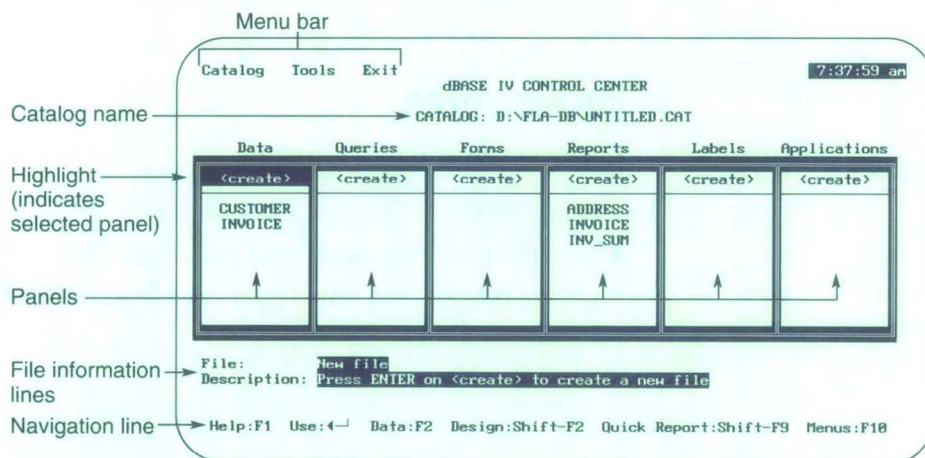 Menu bar
Catalog Tools Exit
7:37:59 am
dBASE IV CONTROL CENTER
Catalog name
CATALOG: D:\FLA-DB\UNTITLED.CAT
Data Queries Forms Reports Labels Applications
Highlight
(indicates
selected panel)
<create> <create> <create> <create> <create> <create>
CUSTOMER ADDRESS
INVOICE INVOICE
INV_SUM
Panels
File information
lines
File: New file
Description: Press ENTER on <create> to create a new file
Navigation line
Help:F1 Use:◄┘ Data:F2 Design:Shift-F2 Quick Report:Shift-F9 Menus:F10